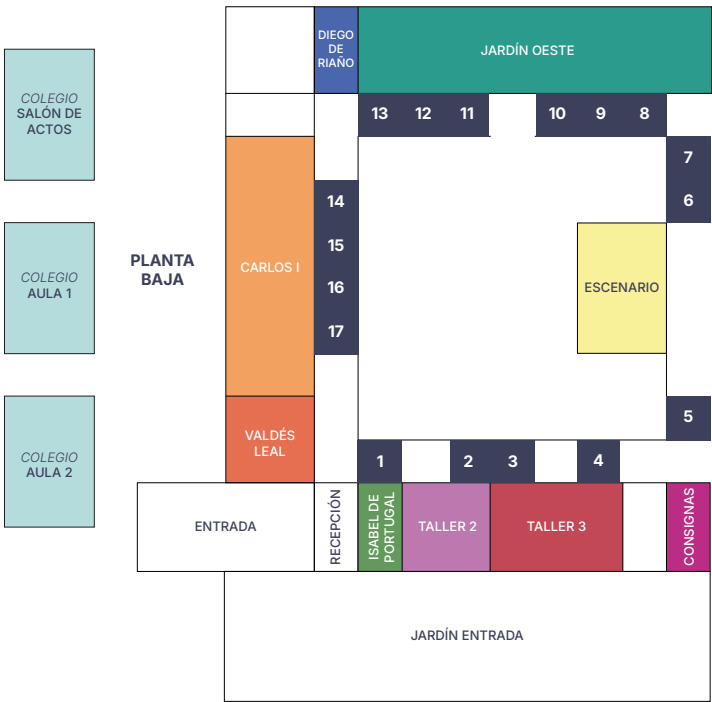 DIEGO
DE
RIAÑO
JARDÍN OESTE
COLEGIO
SALÓN DE
ACTOS
13
12
11
10
9
8
7
6
14
15
16
17
CARLOS I
PLANTA
BAJA
COLEGIO
AULA 1
ESCENARIO
5
COLEGIO
AULA 2
VALDÉS
LEAL
1
2
3
4
ENTRADA
RECEPCIÓN
ISABEL DE
PORTUGAL
TALLER 2
TALLER 3
CONSIGNAS
JARDÍN ENTRADA